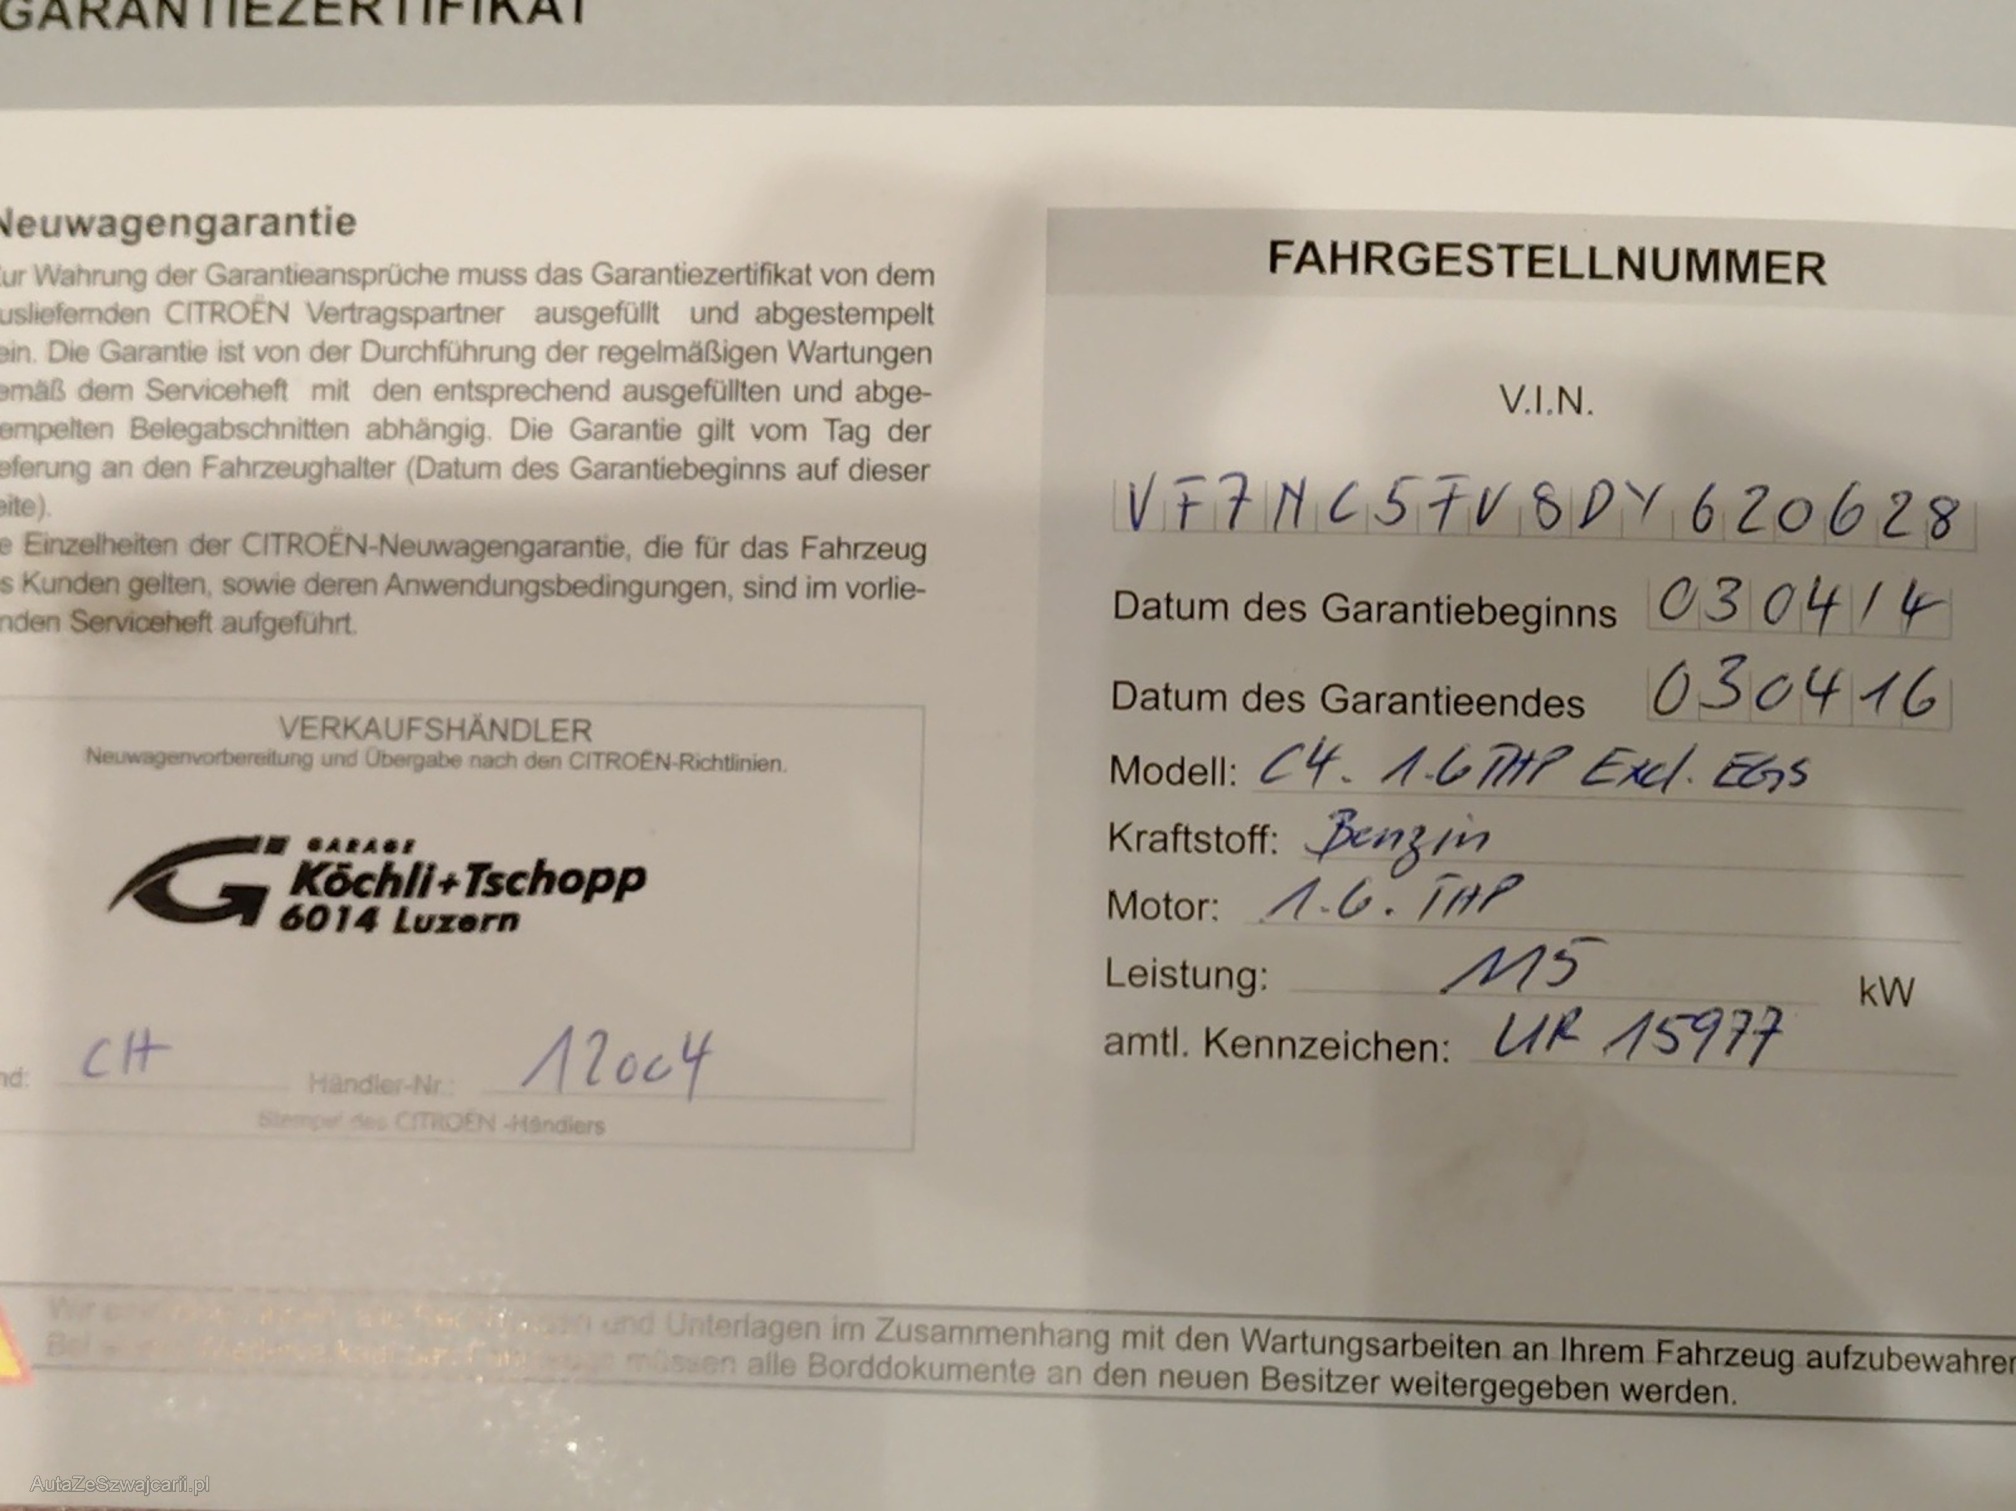 GARANTIEZERTIFIKAT
Neuwagengarantie
ur Wahrung der Garantieansprüche muss das Garantiezertifikat von dem
usliefernden CITROËN Vertragspartner ausgefüllt und abgestempelt
ein. Die Garantie ist von der Durchführung der regelmäßigen Wartungen
emäß dem Serviceheft mit den entsprechend ausgefüllten und abge-
empelten Belegabschnitten abhängig. Die Garantie gilt vom Tag der
eferung an den Fahrzeughalter (Datum des Garantiebeginns auf dieser
eite).
e Einzelheiten der CITROËN-Neuwagengarantie, die für das Fahrzeug
s Kunden gelten, sowie deren Anwendungsbedingungen, sind im vorlie-
nden Serviceheft aufgeführt.
VERKAUFSHÄNDLER
Neuwagenvorbereitung und Übergabe nach den CITROËN-Richtlinien.
GARAGE
Köchli+Tschopp
6014 Luzern
nd: CH Händler-Nr.: 12004
Stempel des CITROËN -Händlers
FAHRGESTELLNUMMER
V.I.N.
VF7NC5FV8DY620628
Datum des Garantiebeginns 030414
Datum des Garantieendes 030416
Modell: C4. 1.6 THP Excl. EGS
Kraftstoff: Benzin
Motor: 1.6. THP
Leistung: 115 kW
amtl. Kennzeichen: UR 15977
und Unterlagen im Zusammenhang mit den Wartungsarbeiten an Ihrem Fahrzeug aufzubewahren
müssen alle Borddokumente an den neuen Besitzer weitergegeben werden.
AutaZeSzwajcarii.pl